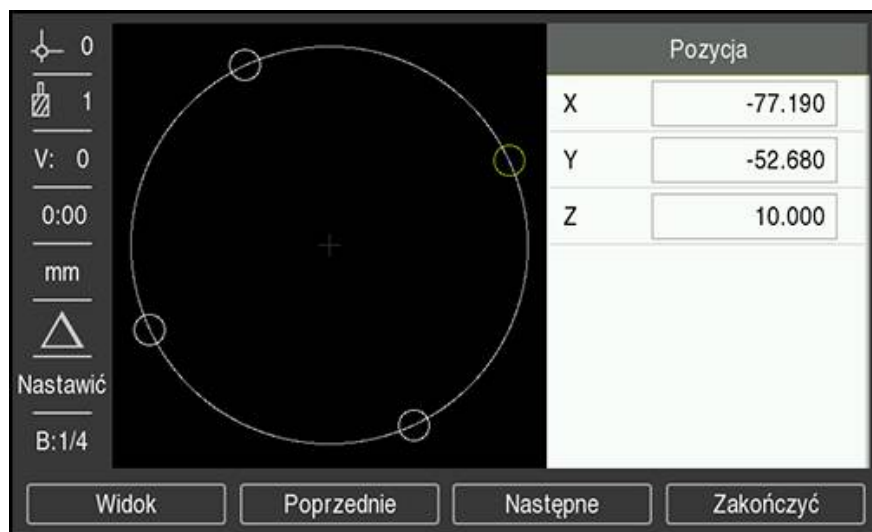 0
1
V: 0
0:00
mm
Nastawić
B:1/4
Pozycja
X -77.190
Y -52.680
Z 10.000
Widok Poprzednie Następne Zakończyć